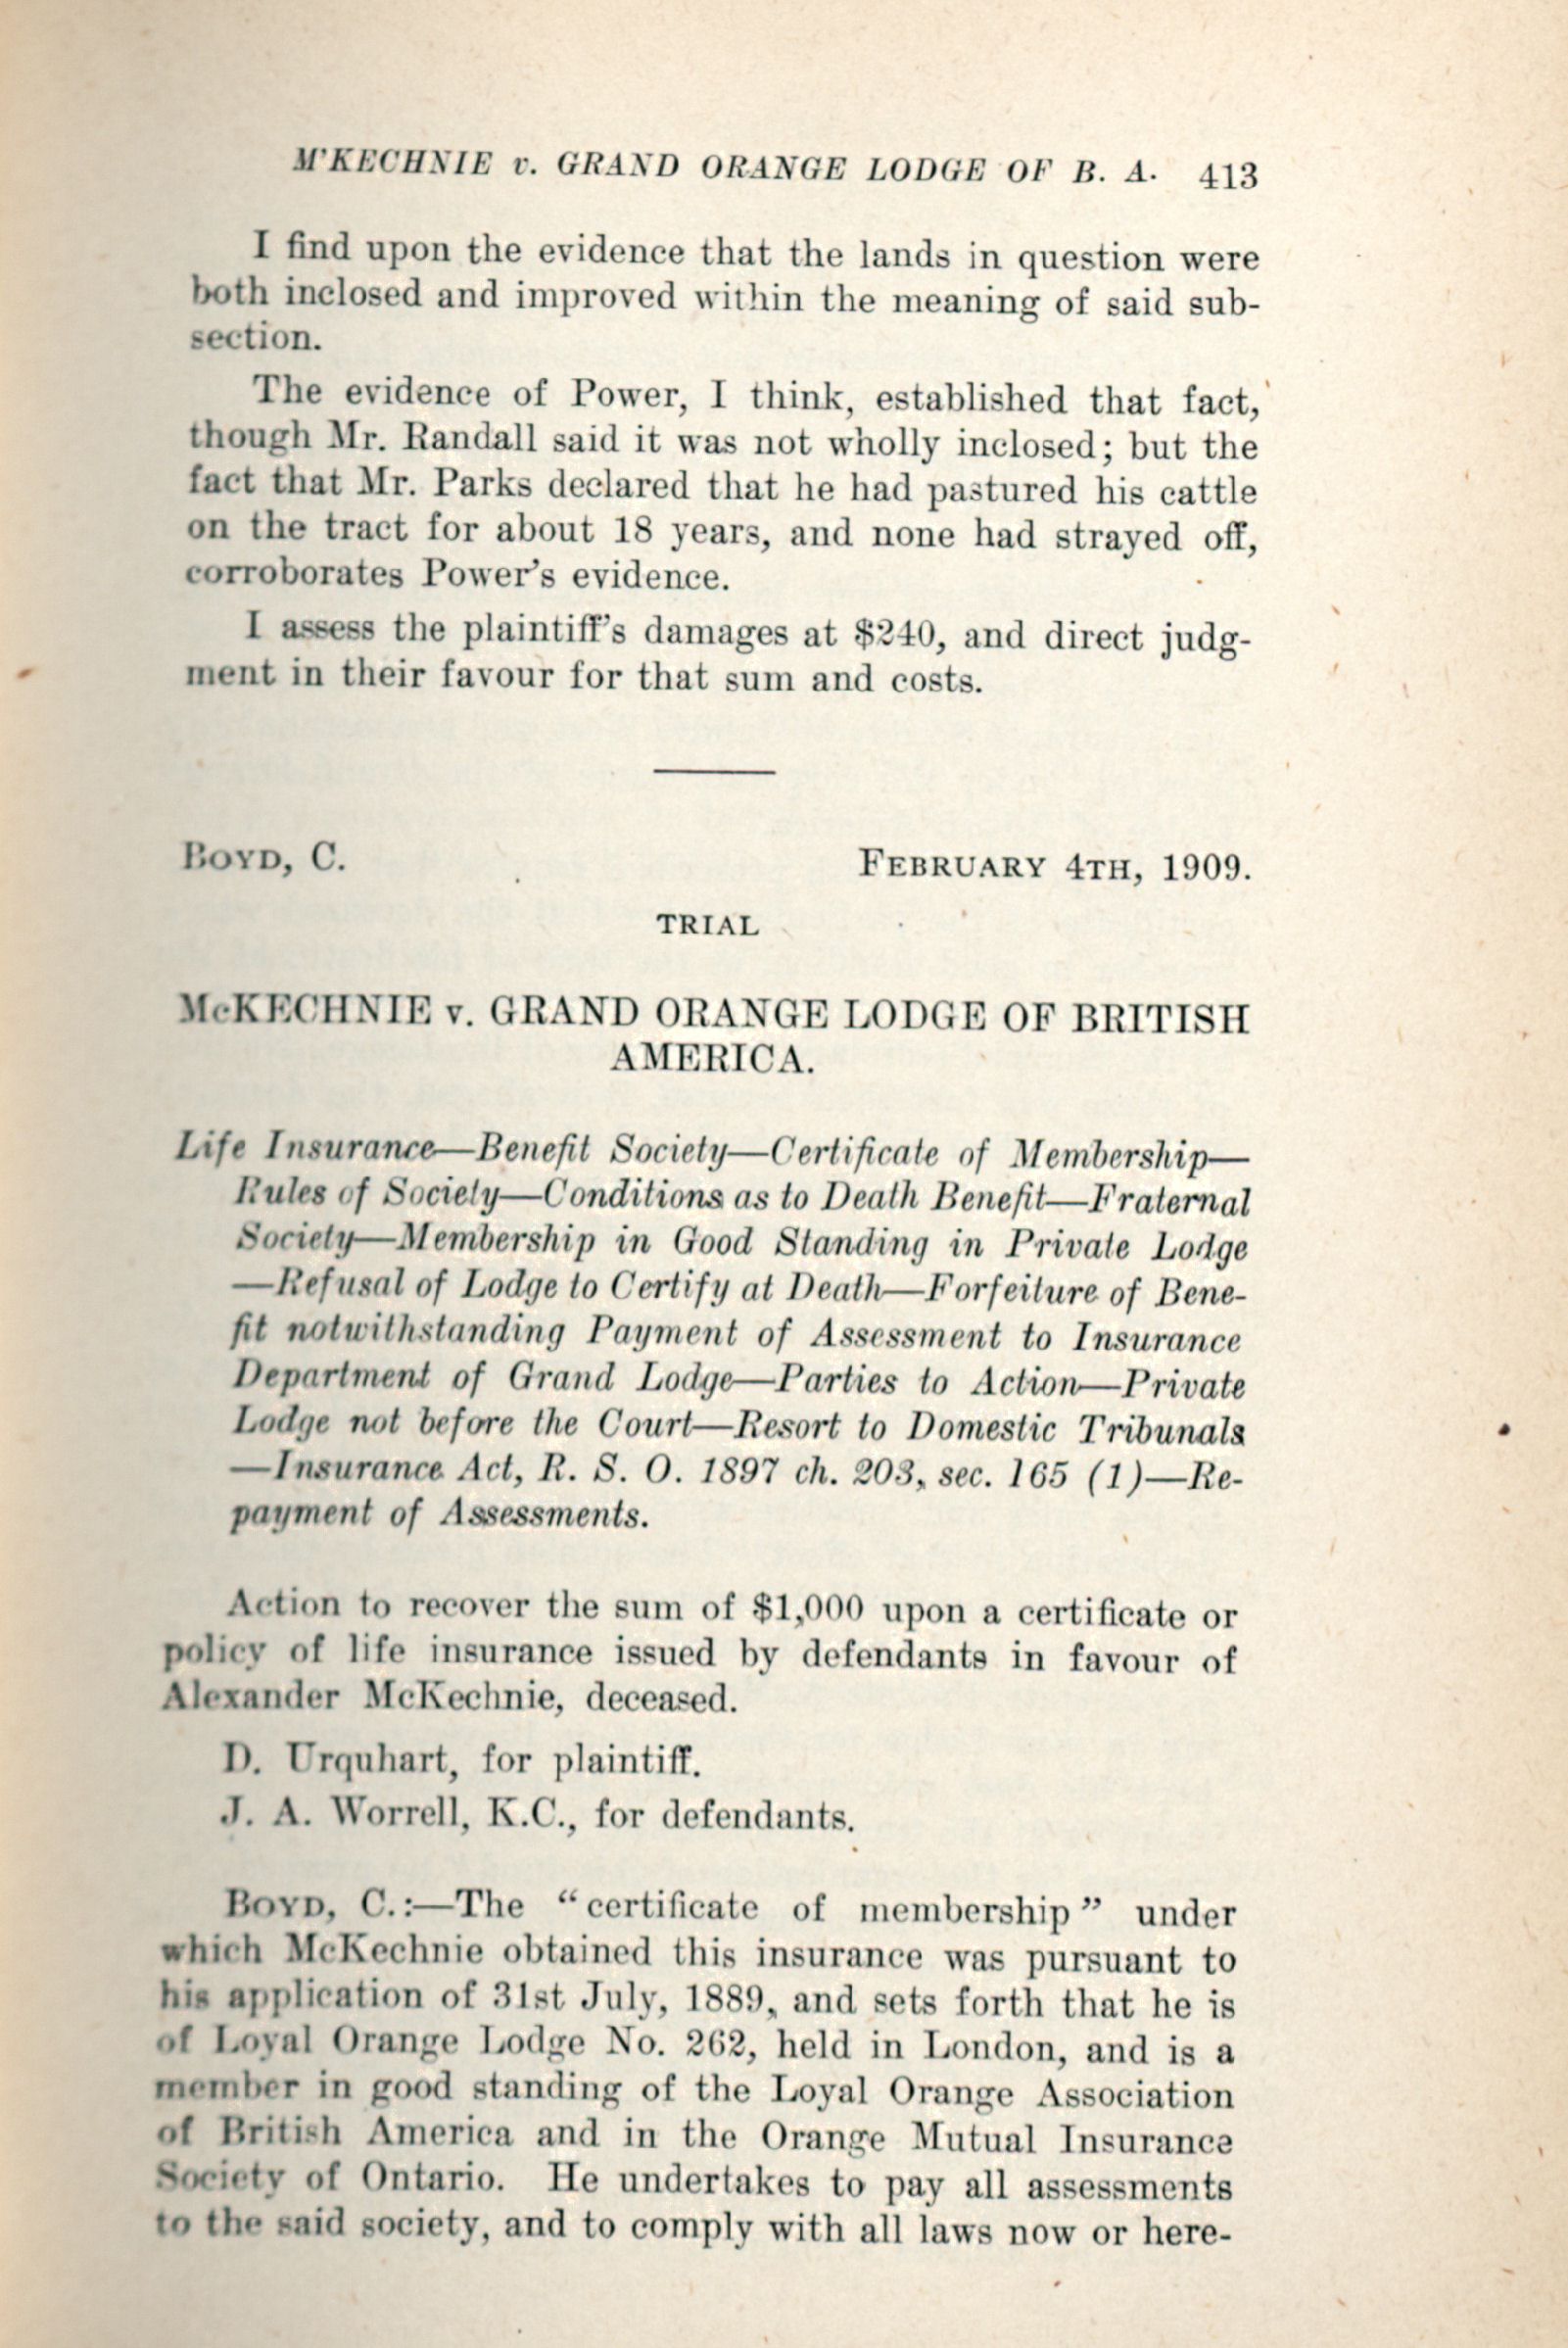 M'KECHNIE v. GRAND ORANGE LODGE OF B. A. 413
I find upon the evidence that the lands in question were
both inclosed and improved within the meaning of said sub-
section.
The evidence of Power, I think, established that fact,
though Mr. Randall said it was not wholly inclosed; but the
fact that Mr. Parks declared that he had pastured his cattle
on the tract for about 18 years, and none had strayed off,
corroborates Power's evidence.
I assess the plaintiff's damages at $240, and direct judg-
ment in their favour for that sum and costs.
BOYD, C. FEBRUARY 4TH, 1909.
TRIAL
McKECHNIE v. GRAND ORANGE LODGE OF BRITISH
AMERICA.
Life Insurance—Benefit Society—Certificate of Membership—
Rules of Society—Conditions as to Death Benefit—Fraternal
Society—Membership in Good Standing in Private Lodge
—Refusal of Lodge to Certify at Death—Forfeiture of Bene-
fit notwithstanding Payment of Assessment to Insurance
Department of Grand Lodge—Parties to Action—Private
Lodge not before the Court—Resort to Domestic Tribunals
—Insurance Act, R. S. O. 1897 ch. 203, sec. 165 (1)—Re-
payment of Assessments.
Action to recover the sum of $1,000 upon a certificate or
policy of life insurance issued by defendants in favour of
Alexander McKechnie, deceased.
D. Urquhart, for plaintiff.
J. A. Worrell, K.C., for defendants.
BOYD, C.:—The "certificate of membership" under
which McKechnie obtained this insurance was pursuant to
his application of 31st July, 1889, and sets forth that he is
of Loyal Orange Lodge No. 262, held in London, and is a
member in good standing of the Loyal Orange Association
of British America and in the Orange Mutual Insurance
Society of Ontario. He undertakes to pay all assessments
to the said society, and to comply with all laws now or here-